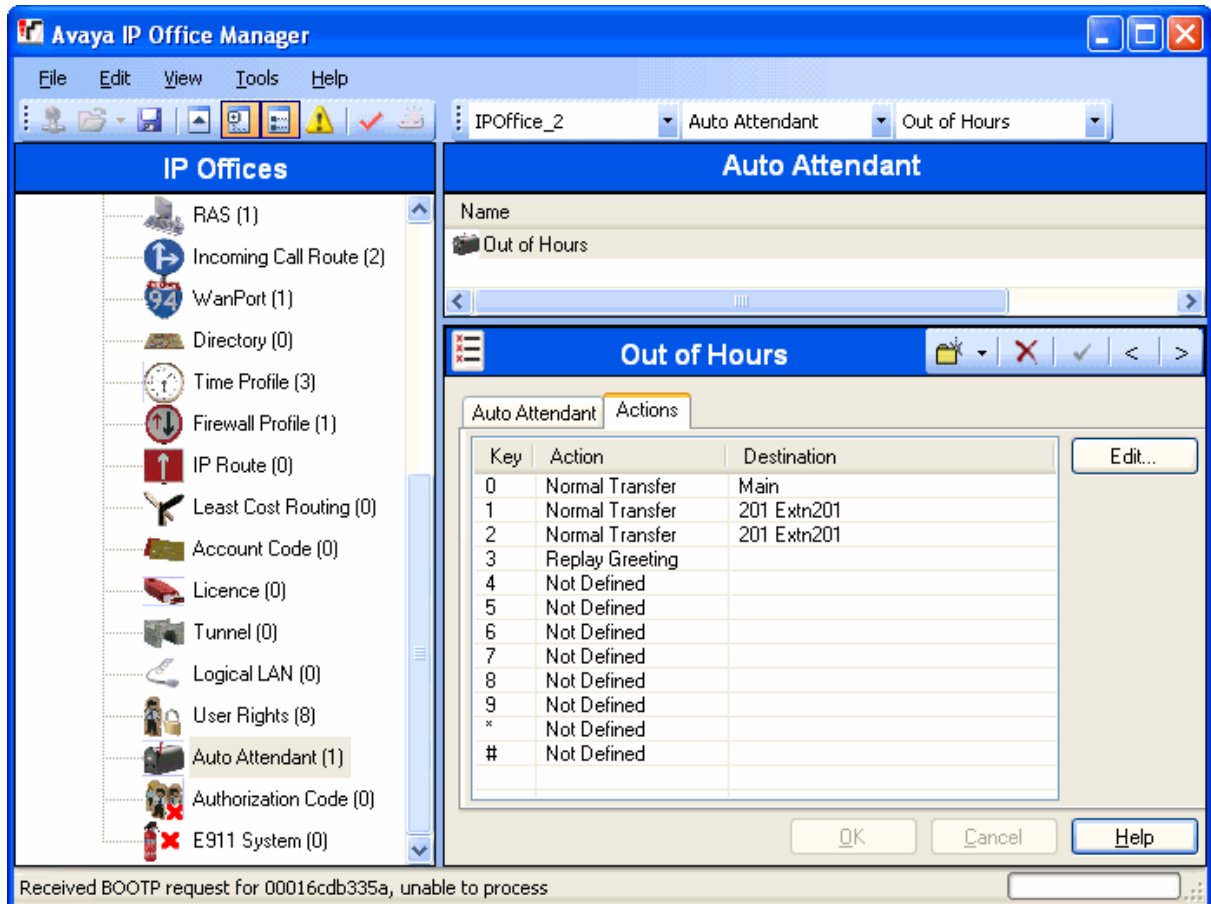 Avaya IP Office Manager
File Edit View Tools Help
IPOffice_2 Auto Attendant Out of Hours
IP Offices
RAS (1)
Incoming Call Route (2)
94 WanPort (1)
Directory (0)
Time Profile (3)
Firewall Profile (1)
IP Route (0)
Least Cost Routing (0)
Account Code (0)
Licence (0)
Tunnel (0)
Logical LAN (0)
User Rights (8)
Auto Attendant (1)
Authorization Code (0)
E911 System (0)
Auto Attendant
Name
Out of Hours
Out of Hours < >
Auto Attendant Actions
Key Action Destination Edit...
0 Normal Transfer Main
1 Normal Transfer 201 Extn201
2 Normal Transfer 201 Extn201
3 Replay Greeting
4 Not Defined
5 Not Defined
6 Not Defined
7 Not Defined
8 Not Defined
9 Not Defined
* Not Defined
# Not Defined
OK Cancel Help
Received BOOTP request for 00016cdb335a, unable to process